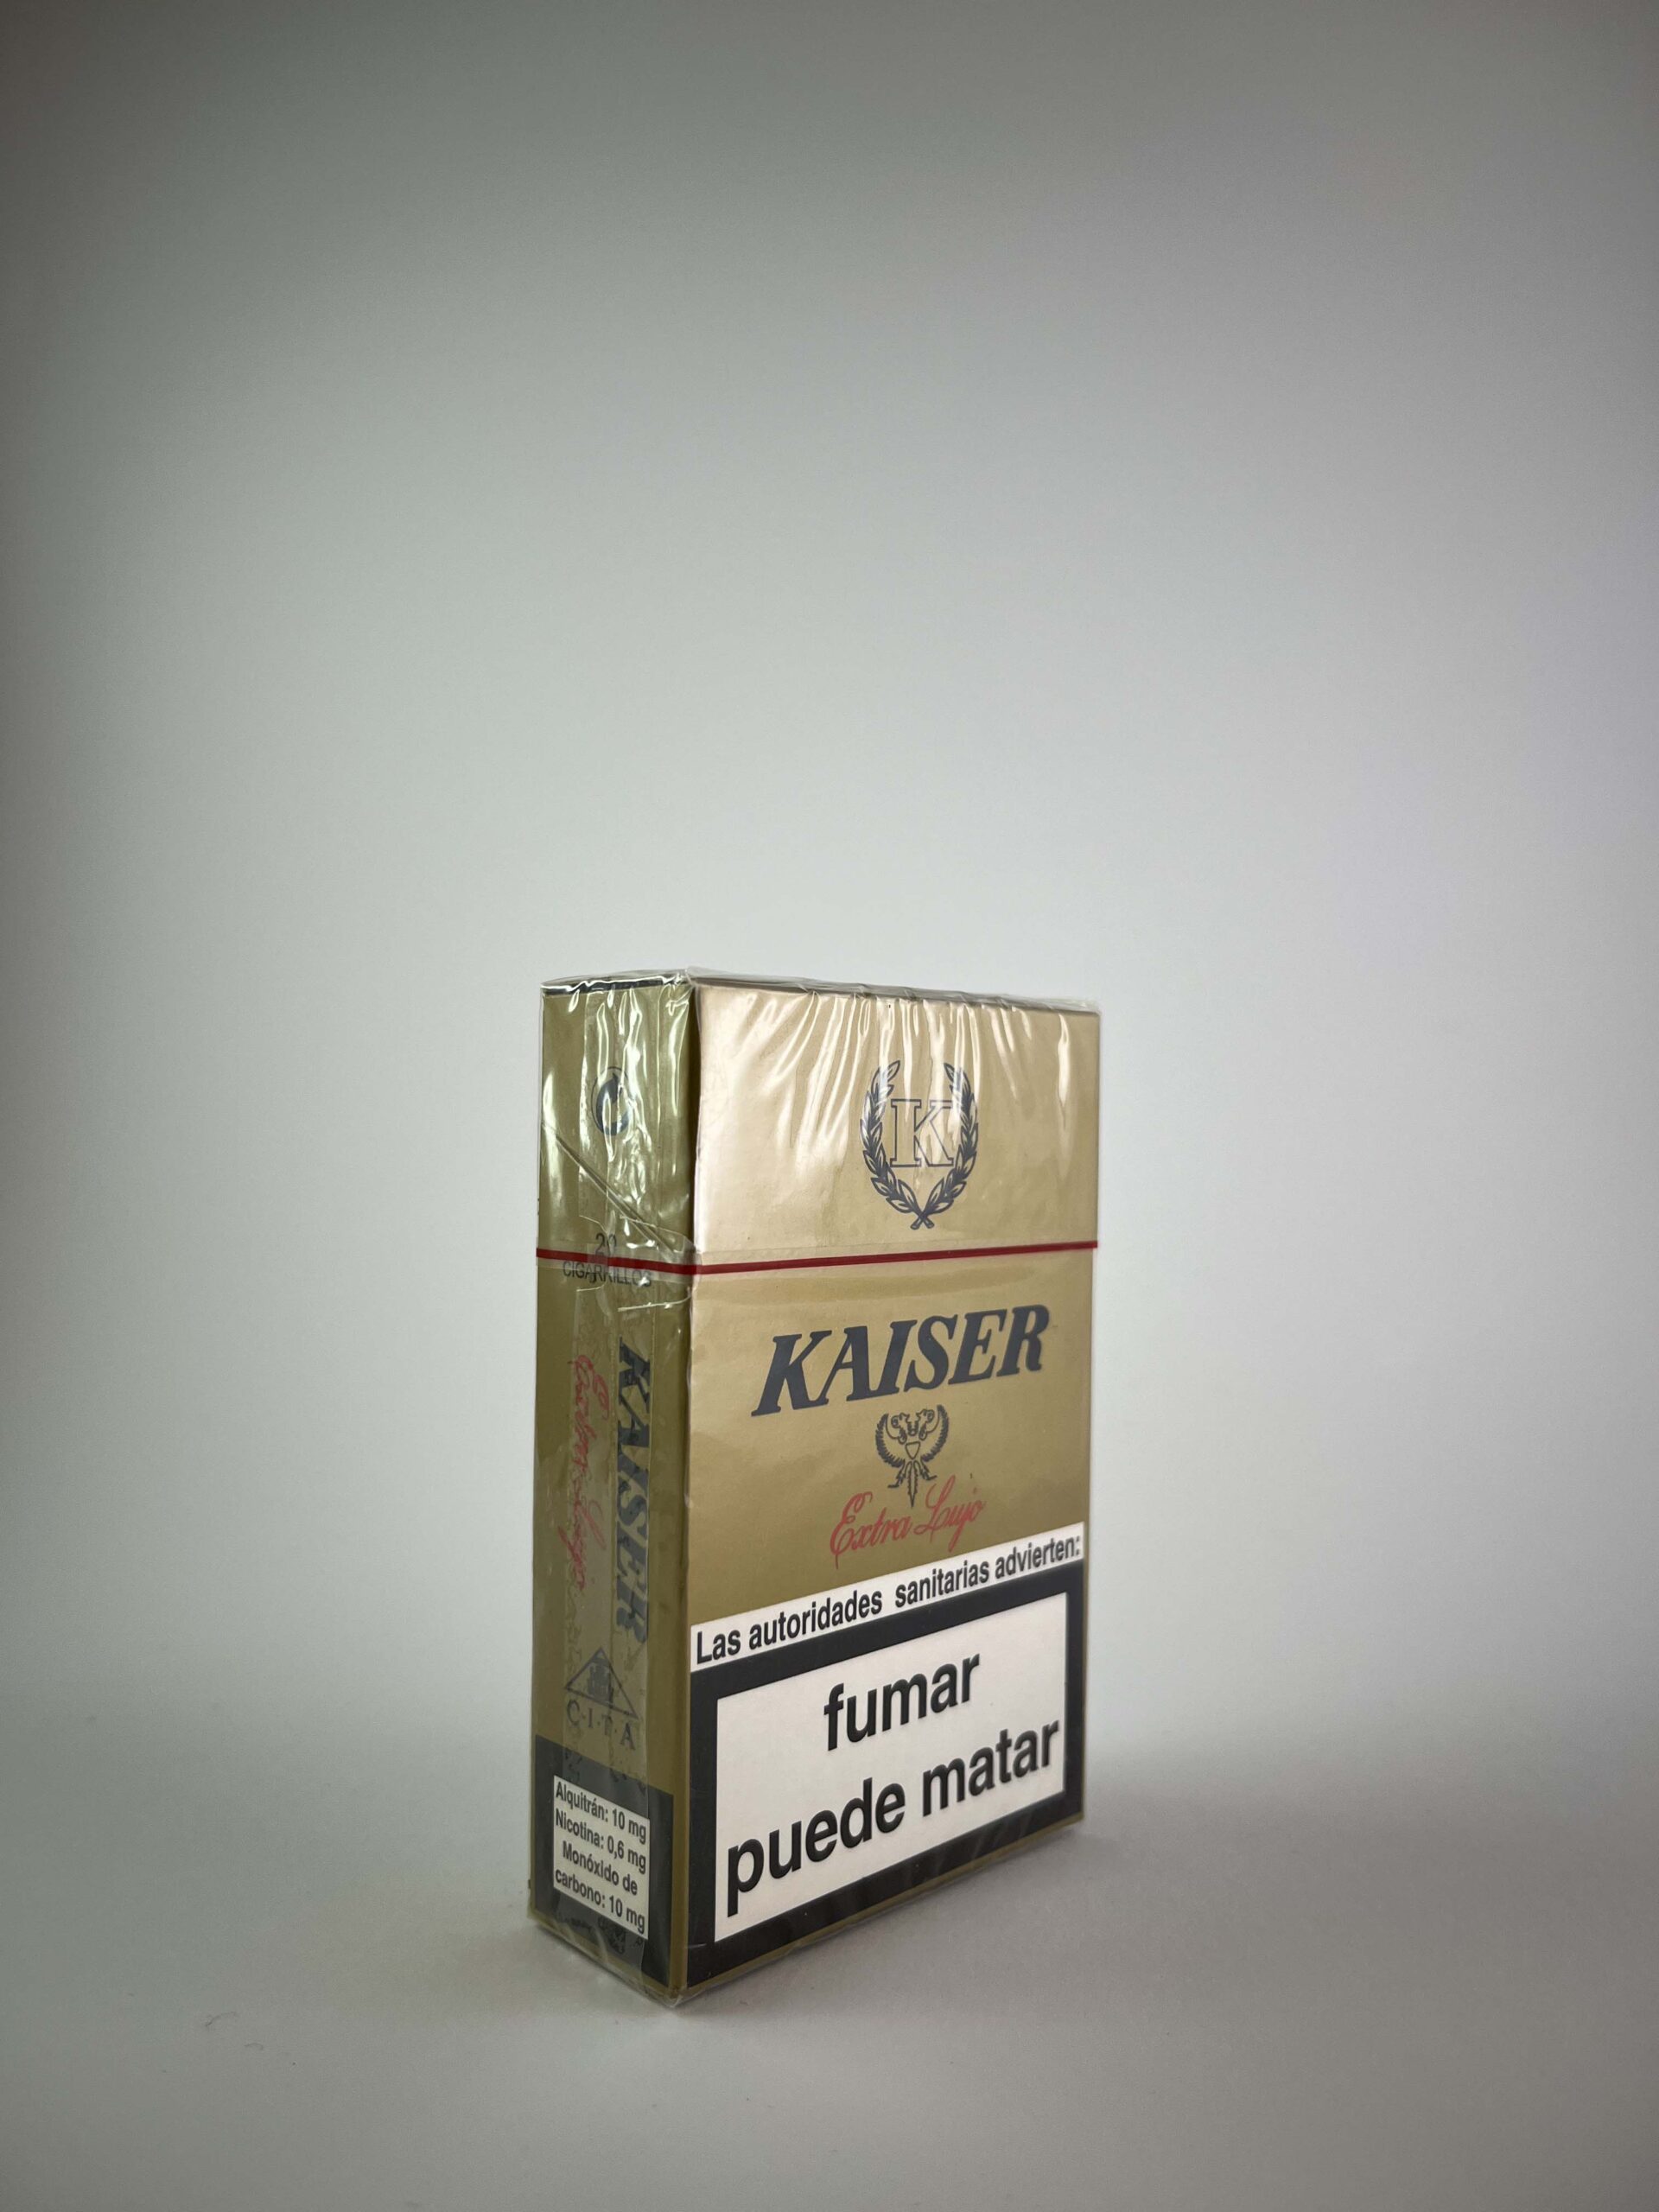 K
KAISER
Extra Lujo
Las autoridades sanitarias advierten:
fumar
puede matar
20
CIGARRILLOS
KAISER
Extra Lujo
C·I·T·A
Alquitrán: 10 mg
Nicotina: 0,6 mg
Monóxido de
carbono: 10 mg